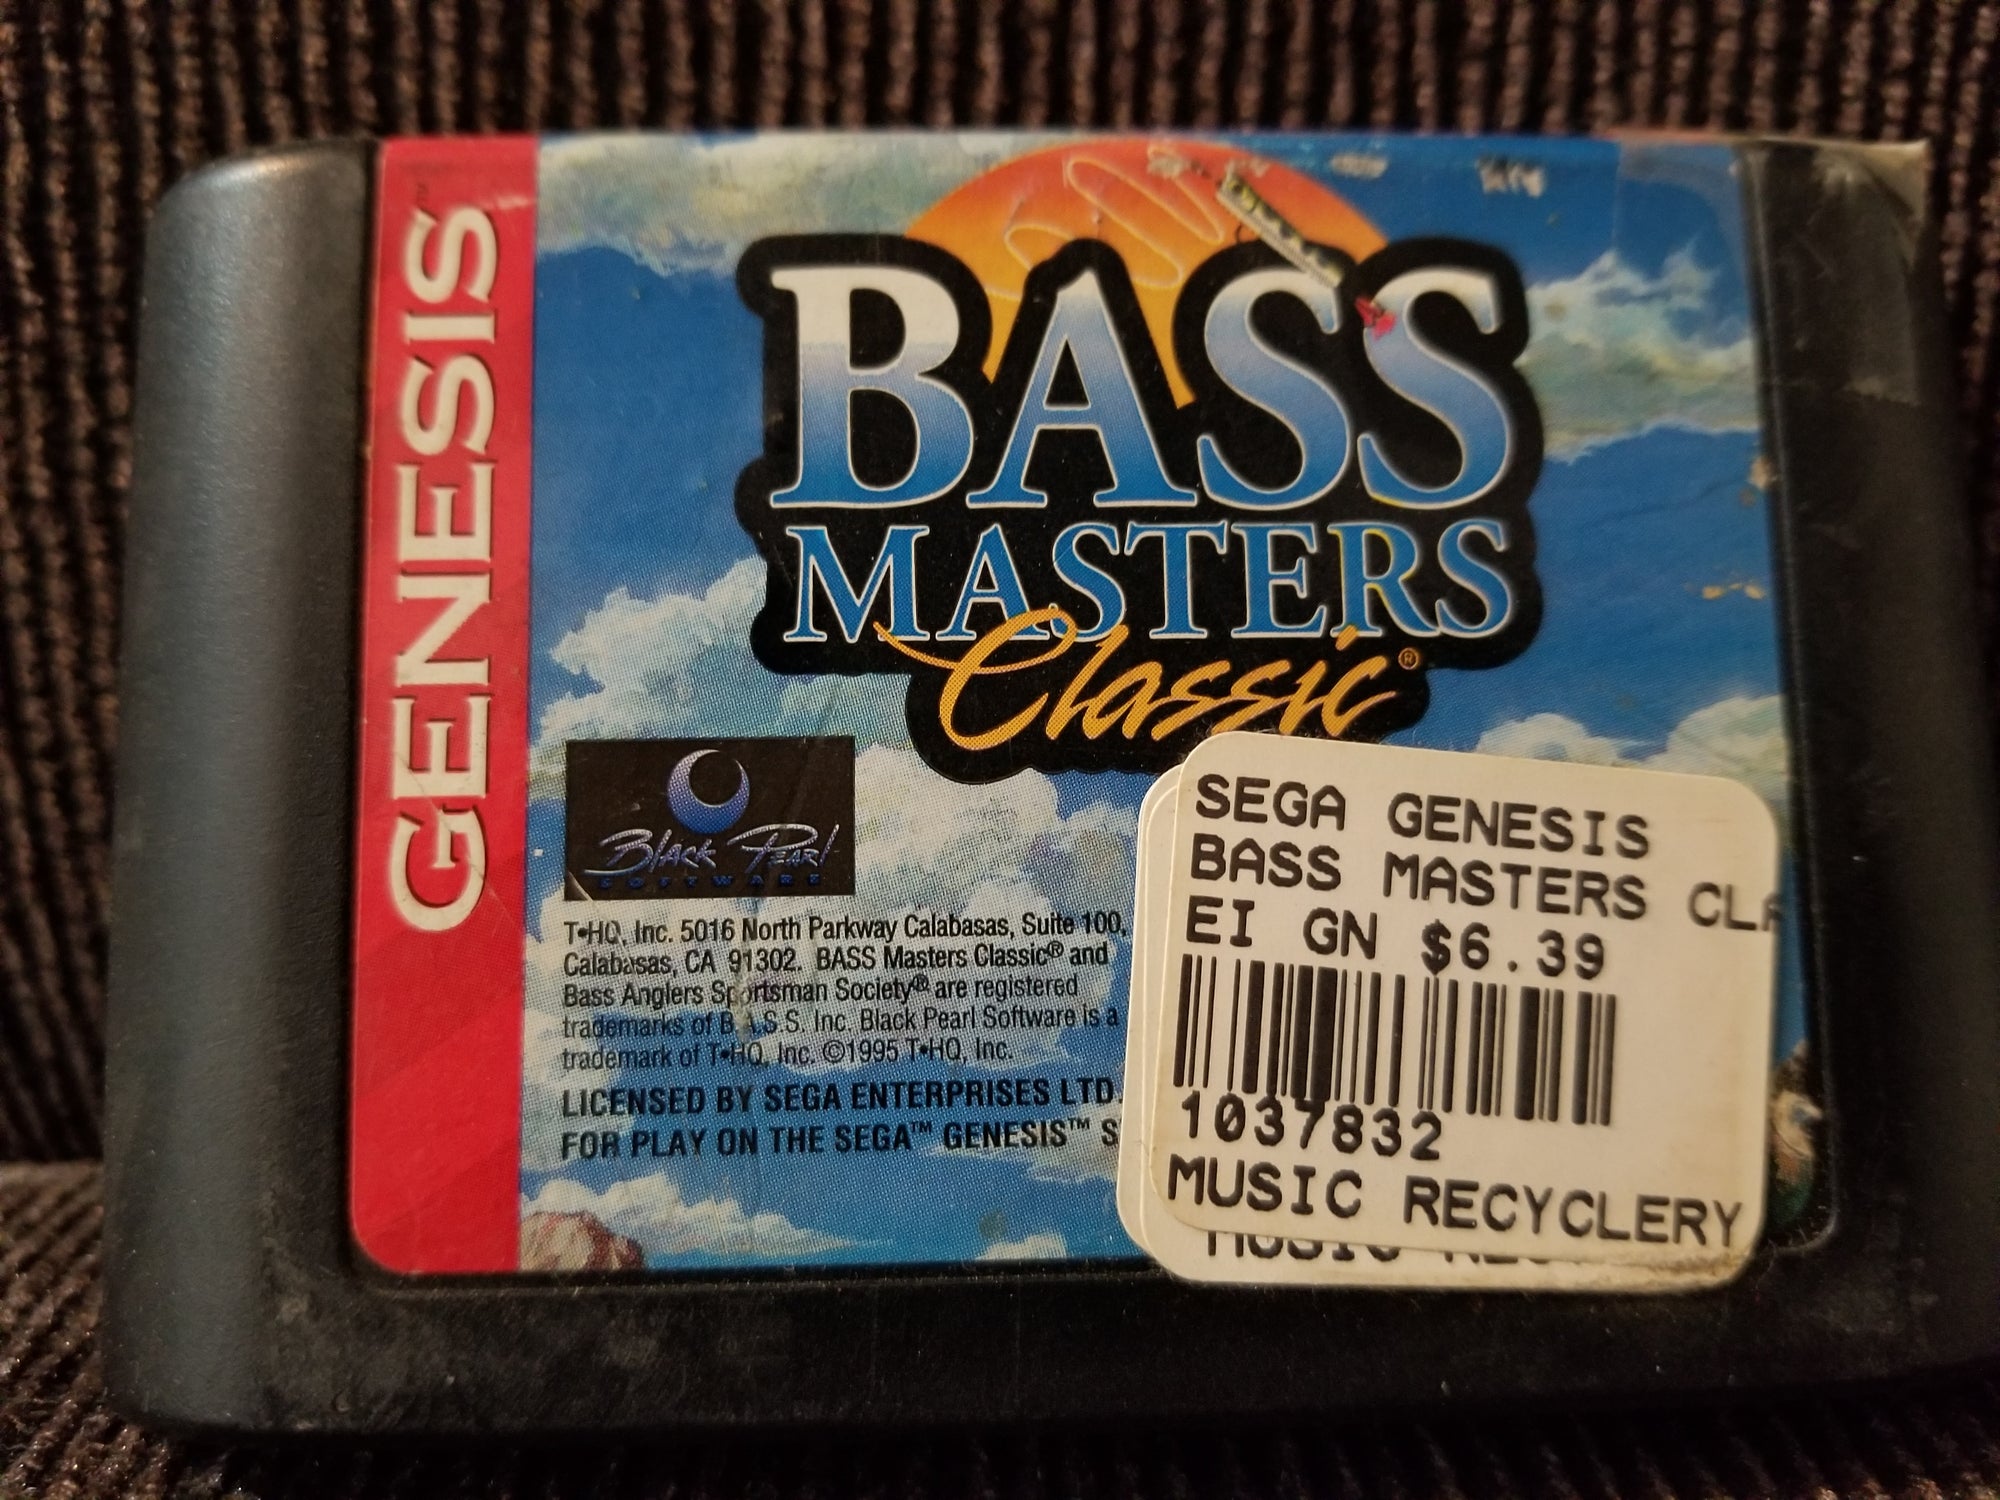 GENESIS™
BASS
MASTERS
Classic®
Black Pearl
SOFTWARE
T•HQ, Inc. 5016 North Parkway Calabasas, Suite 100,
Calabasas, CA 91302. BASS Masters Classic® and
Bass Anglers Sportsman Society® are registered
trademarks of B.A.S.S. Inc. Black Pearl Software is a
trademark of T•HQ, Inc. ©1995 T•HQ, Inc.
LICENSED BY SEGA ENTERPRISES LTD.
FOR PLAY ON THE SEGA™ GENESIS™ S
SEGA GENESIS
BASS MASTERS CLA
EI GN $6.39
1037832
MUSIC RECYCLERY
MUSIC